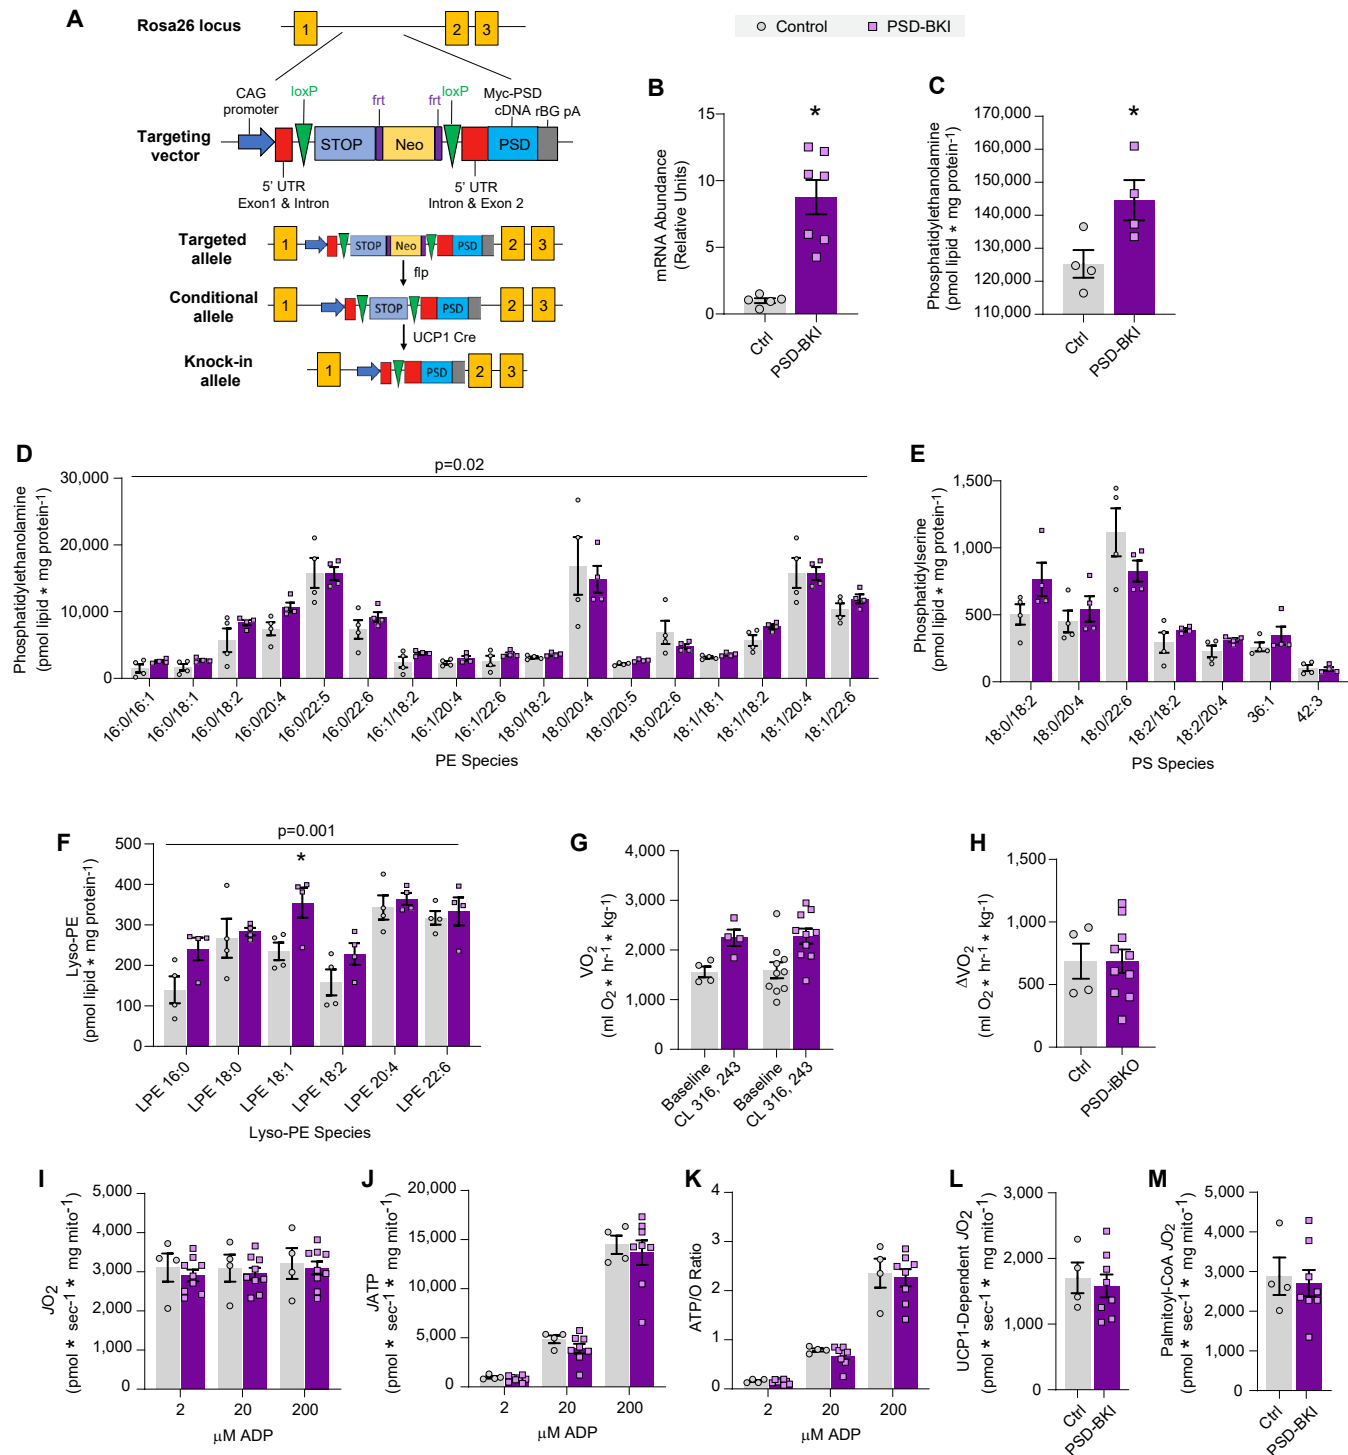 A
Rosa26 locus
1
2
3
CAG
promoter
loxP
frt
frt
loxP
Myc-PSD
cDNA
rBG pA
Targeting
vector
STOP
Neo
PSD
5' UTR
Exon1 & Intron
5' UTR
Intron & Exon 2
Targeted
allele
1
STOP
Neo
PSD
2
3
flp
Conditional
allele
1
STOP
PSD
2
3
UCP1 Cre
Knock-in
allele
1
PSD
2
3
Control
PSD-BKI
B
mRNA Abundance
(Relative Units)
15
10
5
0
*
Ctrl
PSD-BKI
C
Phosphatidylethanolamine
(pmol lipid * mg protein-1)
170,000
160,000
150,000
140,000
130,000
120,000
110,000
*
Ctrl
PSD-BKI
D
p=0.02
Phosphatidylethanolamine
(pmol lipid * mg protein-1)
30,000
20,000
10,000
0
16:0/16:1
16:0/18:1
16:0/18:2
16:0/20:4
16:0/22:5
16:0/22:6
16:1/18:2
16:1/20:4
16:1/22:6
18:0/18:2
18:0/20:4
18:0/20:5
18:0/22:6
18:1/18:1
18:1/18:2
18:1/20:4
18:1/22:6
PE Species
E
Phosphatidylserine
(pmol lipid * mg protein-1)
1,500
1,000
500
0
18:0/18:2
18:0/20:4
18:0/22:6
18:2/18:2
18:2/20:4
36:1
42:3
PS Species
F
p=0.001
Lyso-PE
(pmol lipid * mg protein-1)
500
400
300
200
100
0
*
LPE 16:0
LPE 18:0
LPE 18:1
LPE 18:2
LPE 20:4
LPE 22:6
Lyso-PE Species
G
VO2
(ml O2 * hr-1 * kg-1)
4,000
3,000
2,000
1,000
0
Baseline
CL 316, 243
Baseline
CL 316, 243
H
ΔVO2
(ml O2 * hr-1 * kg-1)
1,500
1,000
500
0
Ctrl
PSD-iBKO
I
JO2
(pmol * sec-1 * mg mito-1)
5,000
4,000
3,000
2,000
1,000
0
2
20
200
μM ADP
J
JATP
(pmol * sec-1 * mg mito-1)
20,000
15,000
10,000
5,000
0
2
20
200
μM ADP
K
ATP/O Ratio
4
3
2
1
0
2
20
200
μM ADP
L
UCP1-Dependent JO2
(pmol * sec-1 * mg mito-1)
3,000
2,000
1,000
0
Ctrl
PSD-BKI
M
Palmitoyl-CoA JO2
(pmol * sec-1 * mg mito-1)
5,000
4,000
3,000
2,000
1,000
0
Ctrl
PSD-BKI